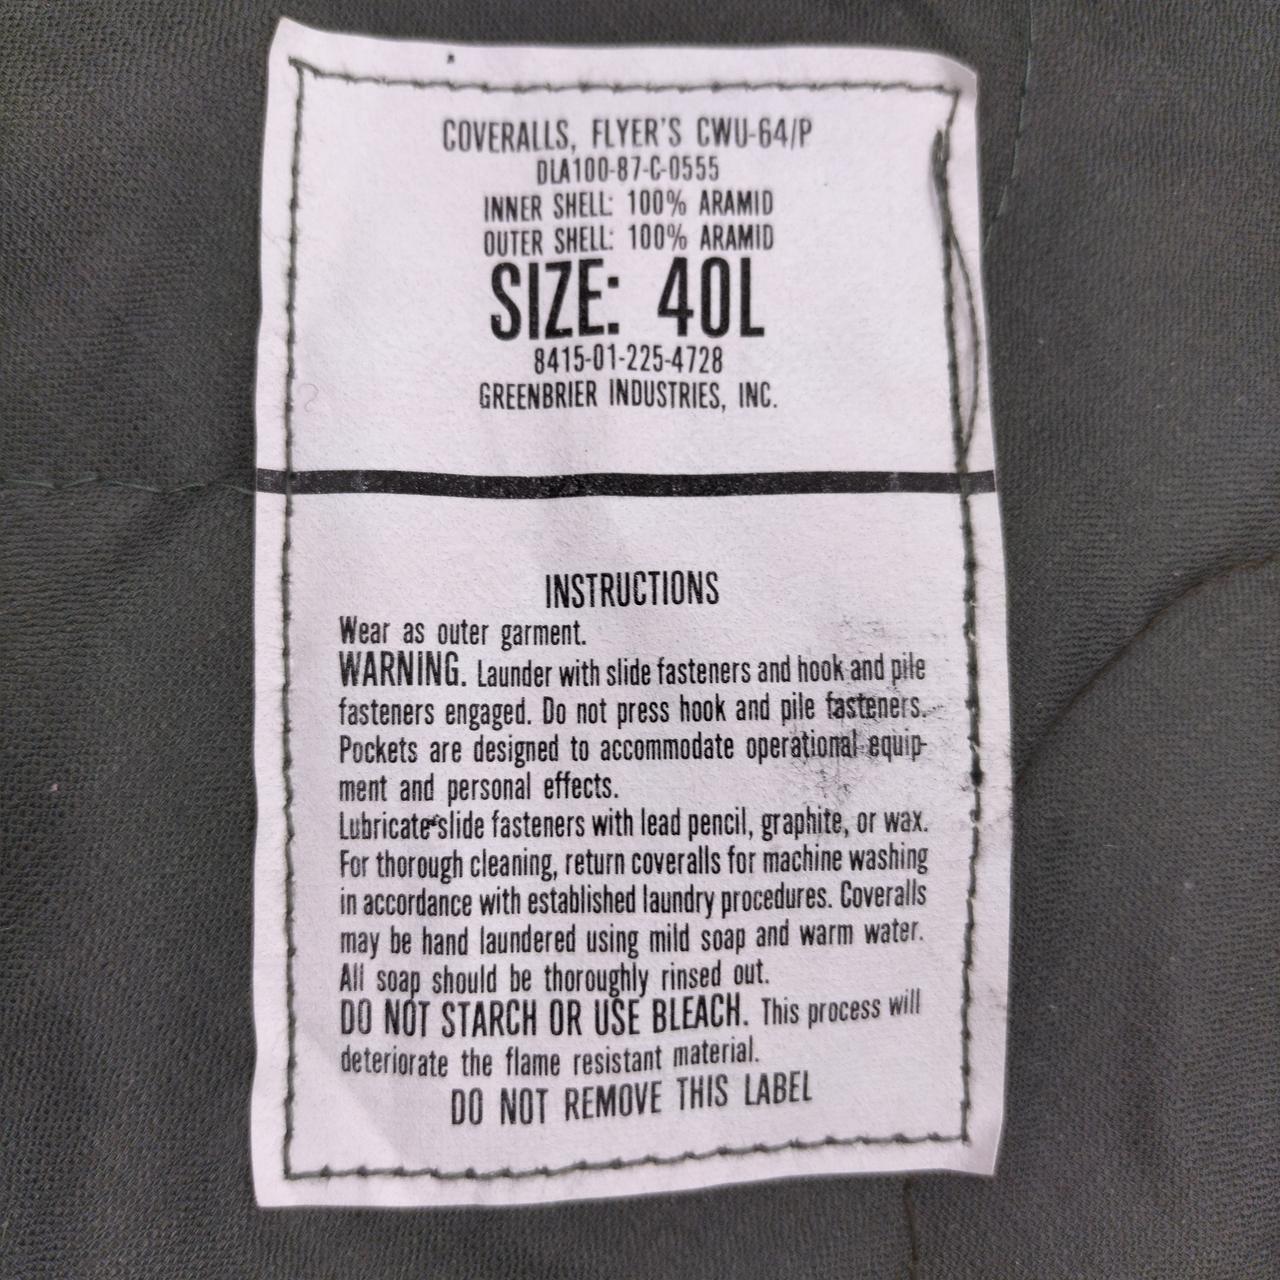 COVERALLS, FLYER'S CWU-64/P
DLA100-87-C-0555
INNER SHELL: 100% ARAMID
OUTER SHELL: 100% ARAMID
SIZE: 40L
8415-01-225-4728
GREENBRIER INDUSTRIES, INC.
INSTRUCTIONS
Wear as outer garment.
WARNING. Launder with slide fasteners and hook and pile
fasteners engaged. Do not press hook and pile fasteners.
Pockets are designed to accommodate operational equip-
ment and personal effects.
Lubricate slide fasteners with lead pencil, graphite, or wax.
For thorough cleaning, return coveralls for machine washing
in accordance with established laundry procedures. Coveralls
may be hand laundered using mild soap and warm water.
All soap should be thoroughly rinsed out.
DO NOT STARCH OR USE BLEACH. This process will
deteriorate the flame resistant material.
DO NOT REMOVE THIS LABEL